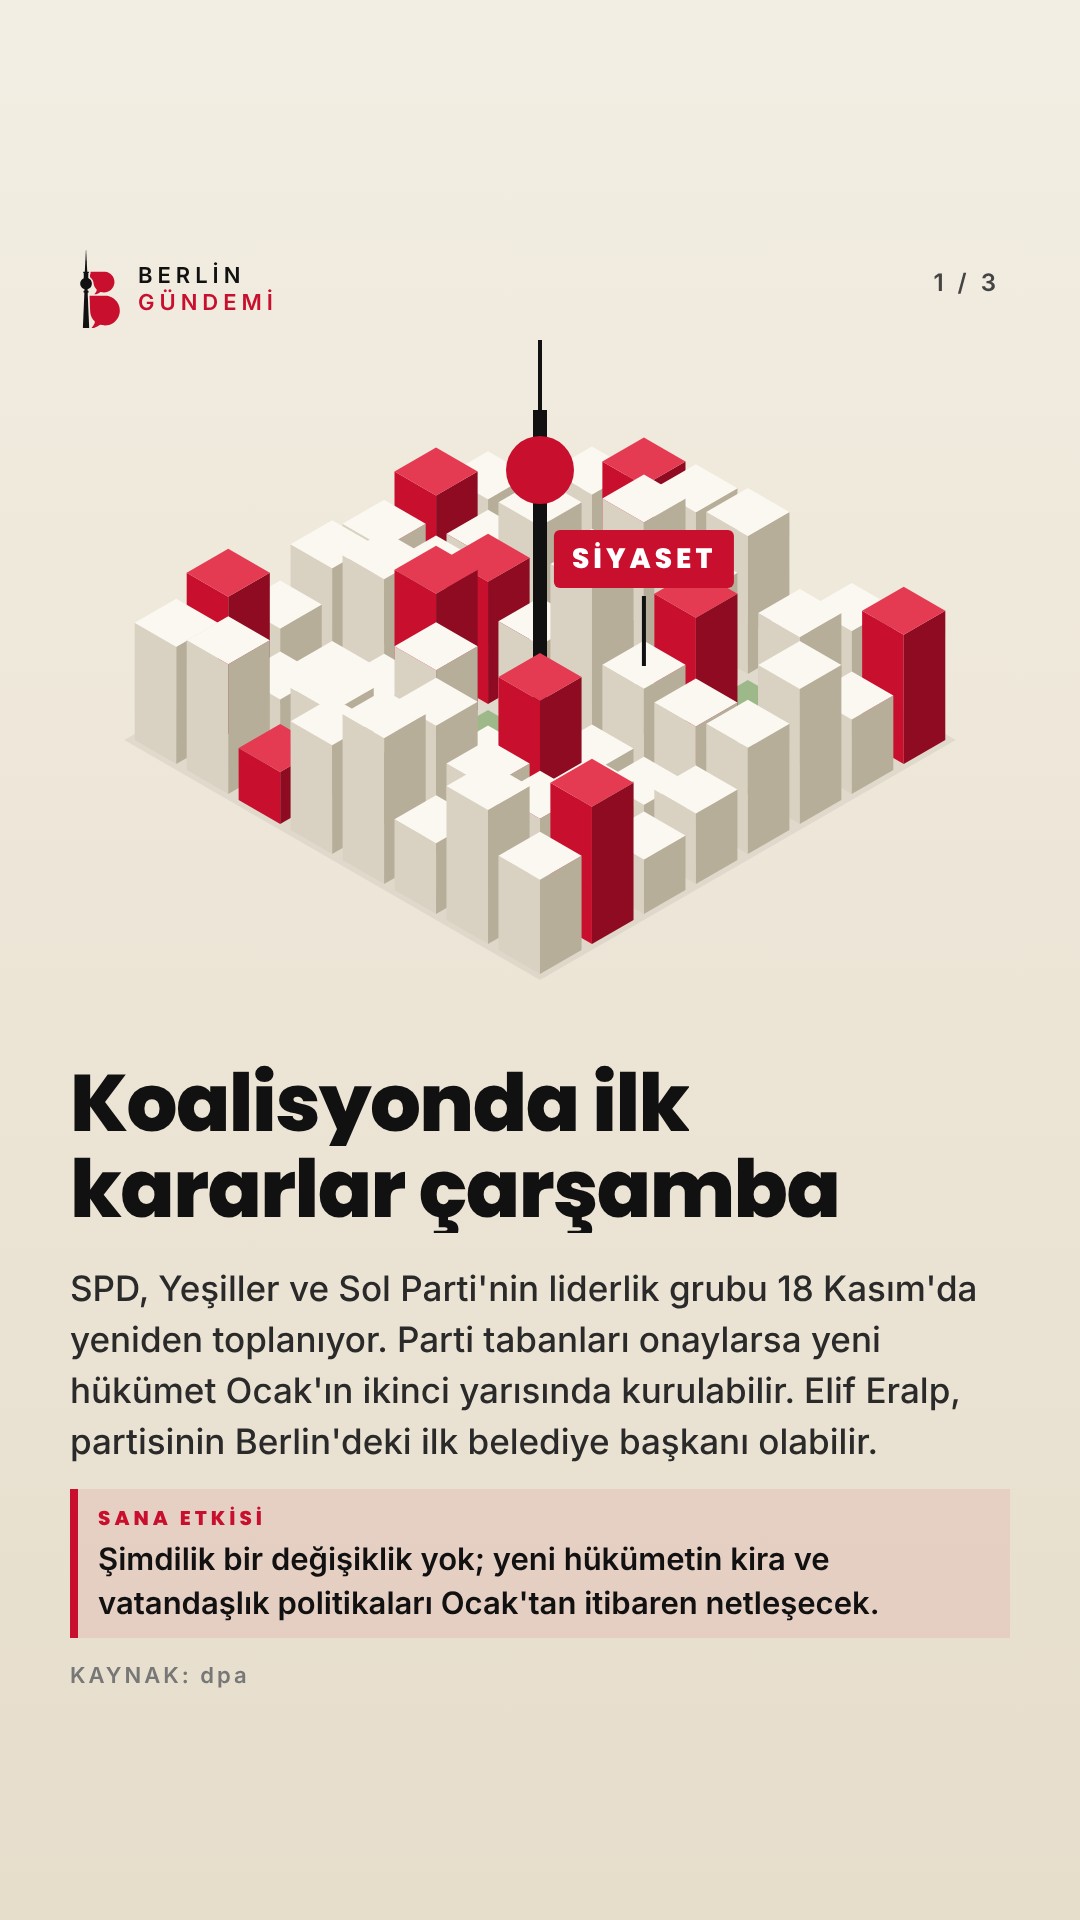 BERLİN
GÜNDEMİ
1 / 3
SİYASET
Koalisyonda ilk
kararlar çarşamba
SPD, Yeşiller ve Sol Parti'nin liderlik grubu 18 Kasım'da
yeniden toplanıyor. Parti tabanları onaylarsa yeni
hükümet Ocak'ın ikinci yarısında kurulabilir. Elif Eralp,
partisinin Berlin'deki ilk belediye başkanı olabilir.
SANA ETKİSİ
Şimdilik bir değişiklik yok; yeni hükümetin kira ve
vatandaşlık politikaları Ocak'tan itibaren netleşecek.
KAYNAK: dpa